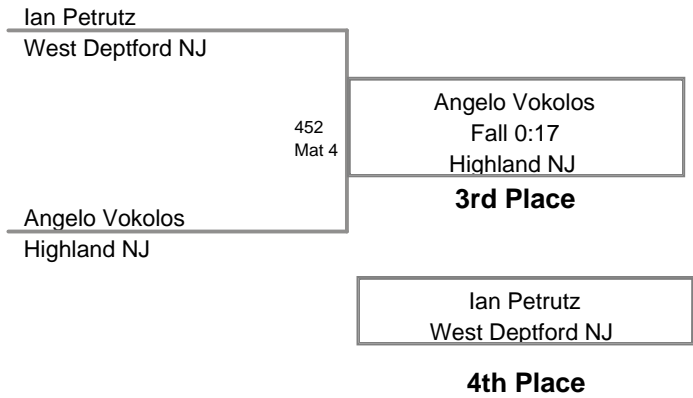 Ian Petrutz
West Deptford NJ
452
Mat 4
Angelo Vokolos
Fall 0:17
Highland NJ
3rd Place
Angelo Vokolos
Highland NJ
Ian Petrutz
West Deptford NJ
4th Place